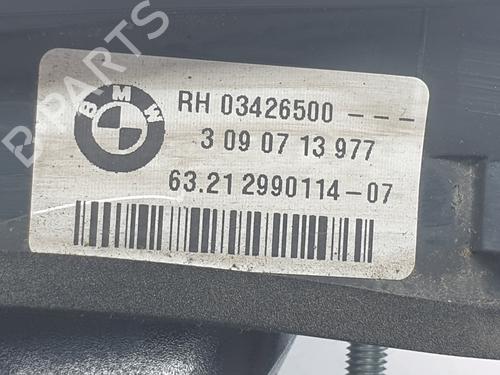 B-PARTS
BMW
RH 03426500 ---
3 09 07 13 977
63.21 2990114-07